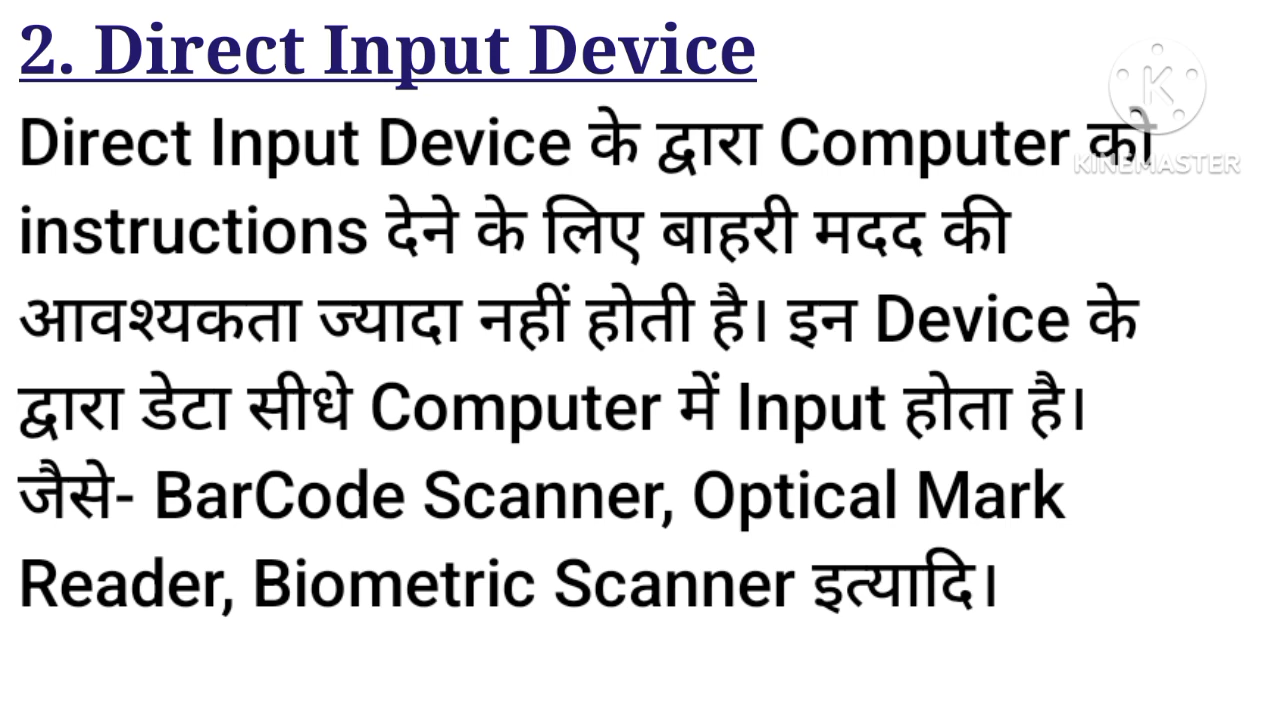 2. Direct Input Device
Direct Input Device के द्वारा Computer को
instructions देने के लिए बाहरी मदद की
आवश्यकता ज्यादा नहीं होती है। इन Device के
द्वारा डेटा सीधे Computer में Input होता है।
जैसे- BarCode Scanner, Optical Mark
Reader, Biometric Scanner इत्यादि।
K
KINEMASTER